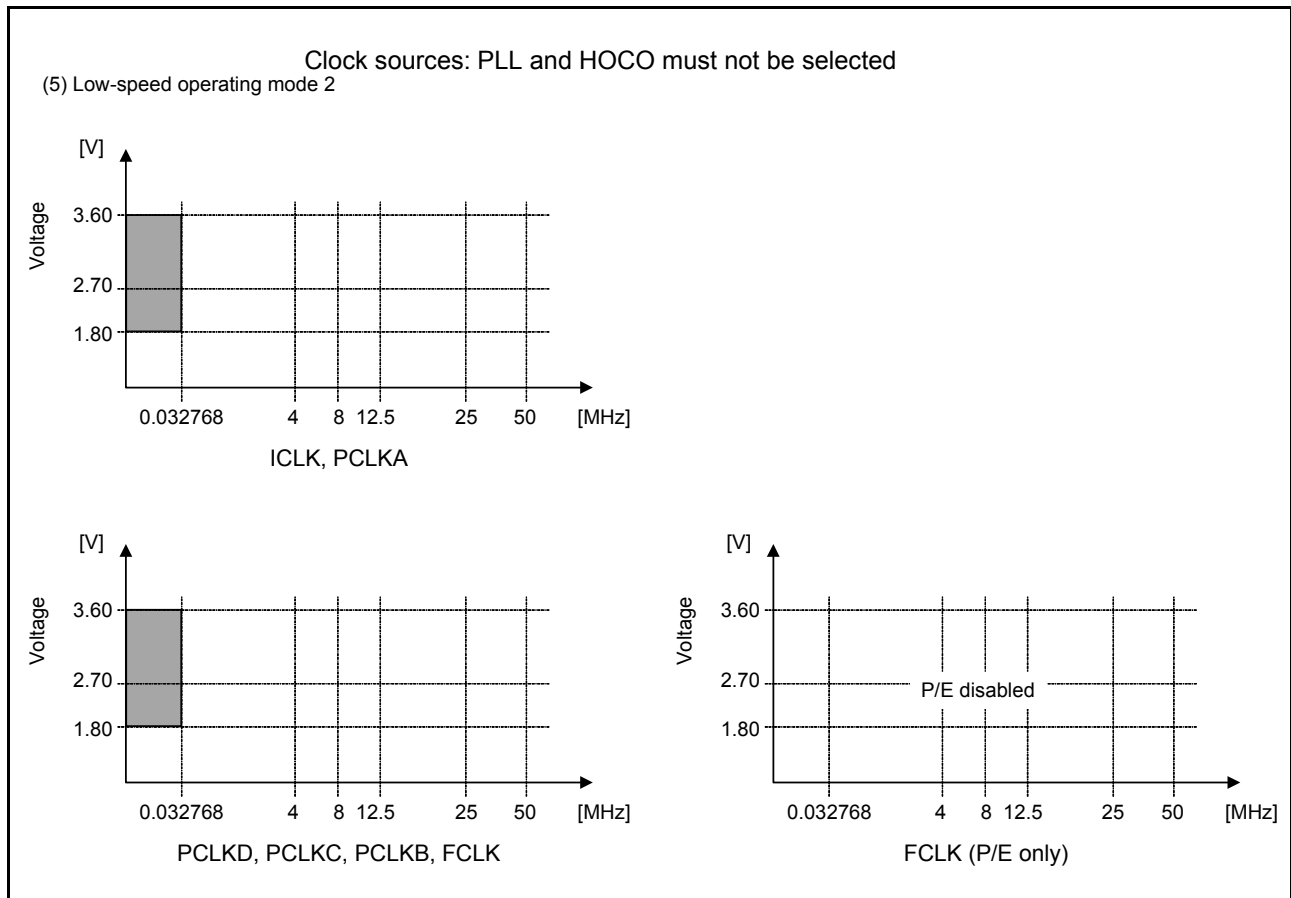 Clock sources: PLL and HOCO must not be selected
(5) Low-speed operating mode 2
[V]
Voltage
3.60
2.70
1.80
0.032768 4 8 12.5 25 50 [MHz]
ICLK, PCLKA
[V]
Voltage
3.60
2.70
1.80
0.032768 4 8 12.5 25 50 [MHz]
PCLKD, PCLKC, PCLKB, FCLK
[V]
Voltage
3.60
2.70
P/E disabled
1.80
0.032768 4 8 12.5 25 50 [MHz]
FCLK (P/E only)